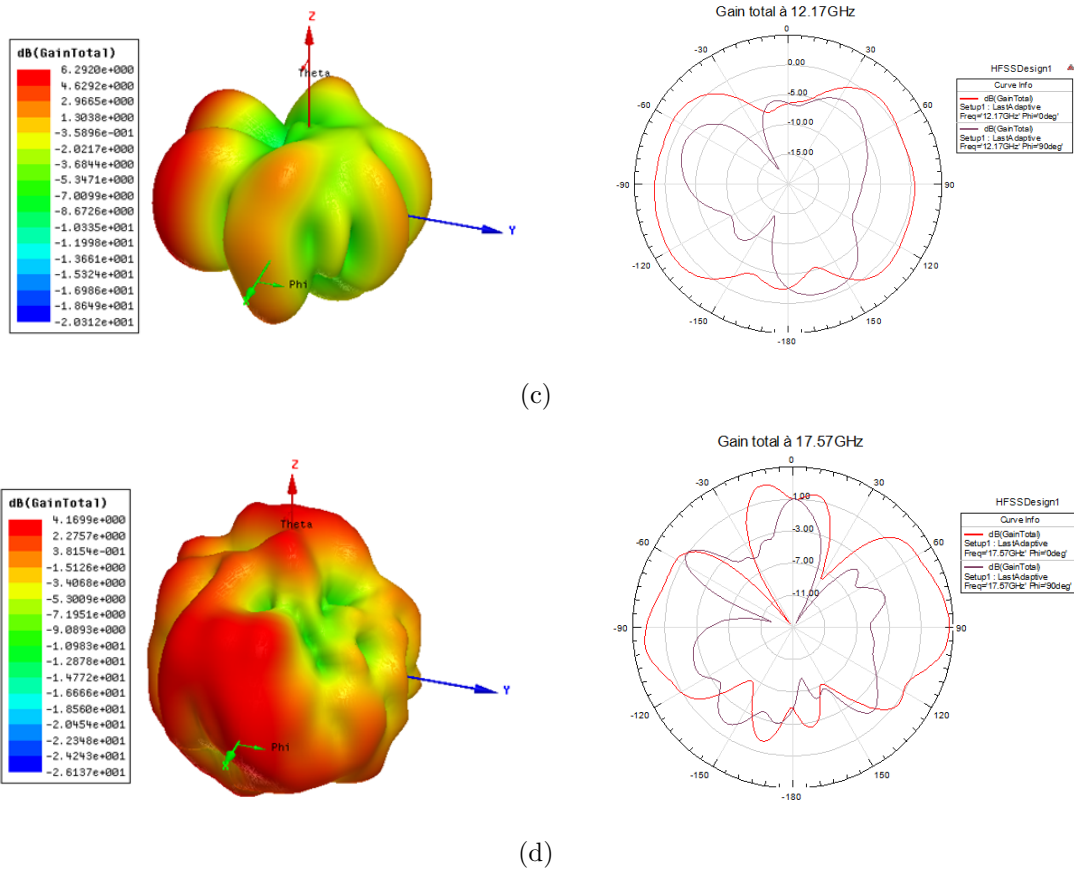 Gain total à 12.17GHz
dB(GainTotal)
6.2920e+000
4.6292e+000
2.9665e+000
1.3038e+000
-3.5896e-001
-2.0217e+000
-3.6844e+000
-5.3471e+000
-7.0099e+000
-8.6726e+000
-1.0335e+001
-1.1998e+001
-1.3661e+001
-1.5324e+001
-1.6986e+001
-1.8649e+001
-2.0312e+001
Z
Theta
Y
Phi
0
30
60
90
120
150
-180
-150
-120
-90
-60
-30
0.00
-5.00
-10.00
-15.00
HFSSDesign1
Curve Info
dB(GainTotal)
Setup1 : LastAdaptive
Freq='12.17GHz' Phi='0deg'
dB(GainTotal)
Setup1 : LastAdaptive
Freq='12.17GHz' Phi='90deg'
(c)
Gain total à 17.57GHz
dB(GainTotal)
4.1699e+000
2.2757e+000
3.8154e-001
-1.5126e+000
-3.4068e+000
-5.3009e+000
-7.1951e+000
-9.0893e+000
-1.0983e+001
-1.2878e+001
-1.4772e+001
-1.6666e+001
-1.8560e+001
-2.0454e+001
-2.2348e+001
-2.4243e+001
-2.6137e+001
Z
Theta
Y
Phi
0
30
60
90
120
150
-180
-150
-120
-90
-60
-30
1.00
-3.00
-7.00
-11.00
HFSSDesign1
Curve Info
dB(GainTotal)
Setup1 : LastAdaptive
Freq='17.57GHz' Phi='0deg'
dB(GainTotal)
Setup1 : LastAdaptive
Freq='17.57GHz' Phi='90deg'
(d)